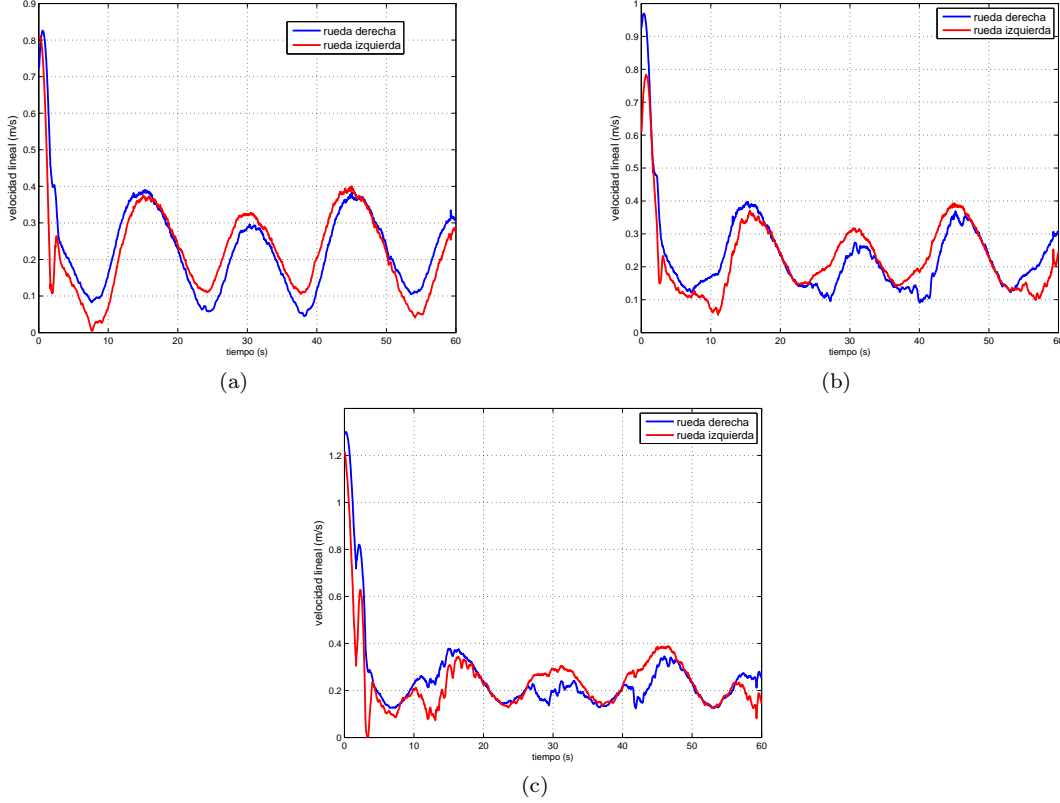 0.9
0.8
0.7
0.6
0.5
0.4
0.3
0.2
0.1
0
0 10 20 30 40 50 60
velocidad lineal (m/s)
tiempo (s)
rueda derecha
rueda izquierda
(a)
1
0.9
0.8
0.7
0.6
0.5
0.4
0.3
0.2
0.1
0
0 10 20 30 40 50 60
velocidad lineal (m/s)
tiempo (s)
rueda derecha
rueda izquierda
(b)
1.2
1
0.8
0.6
0.4
0.2
0
0 10 20 30 40 50 60
velocidad lineal (m/s)
tiempo (s)
rueda derecha
rueda izquierda
(c)